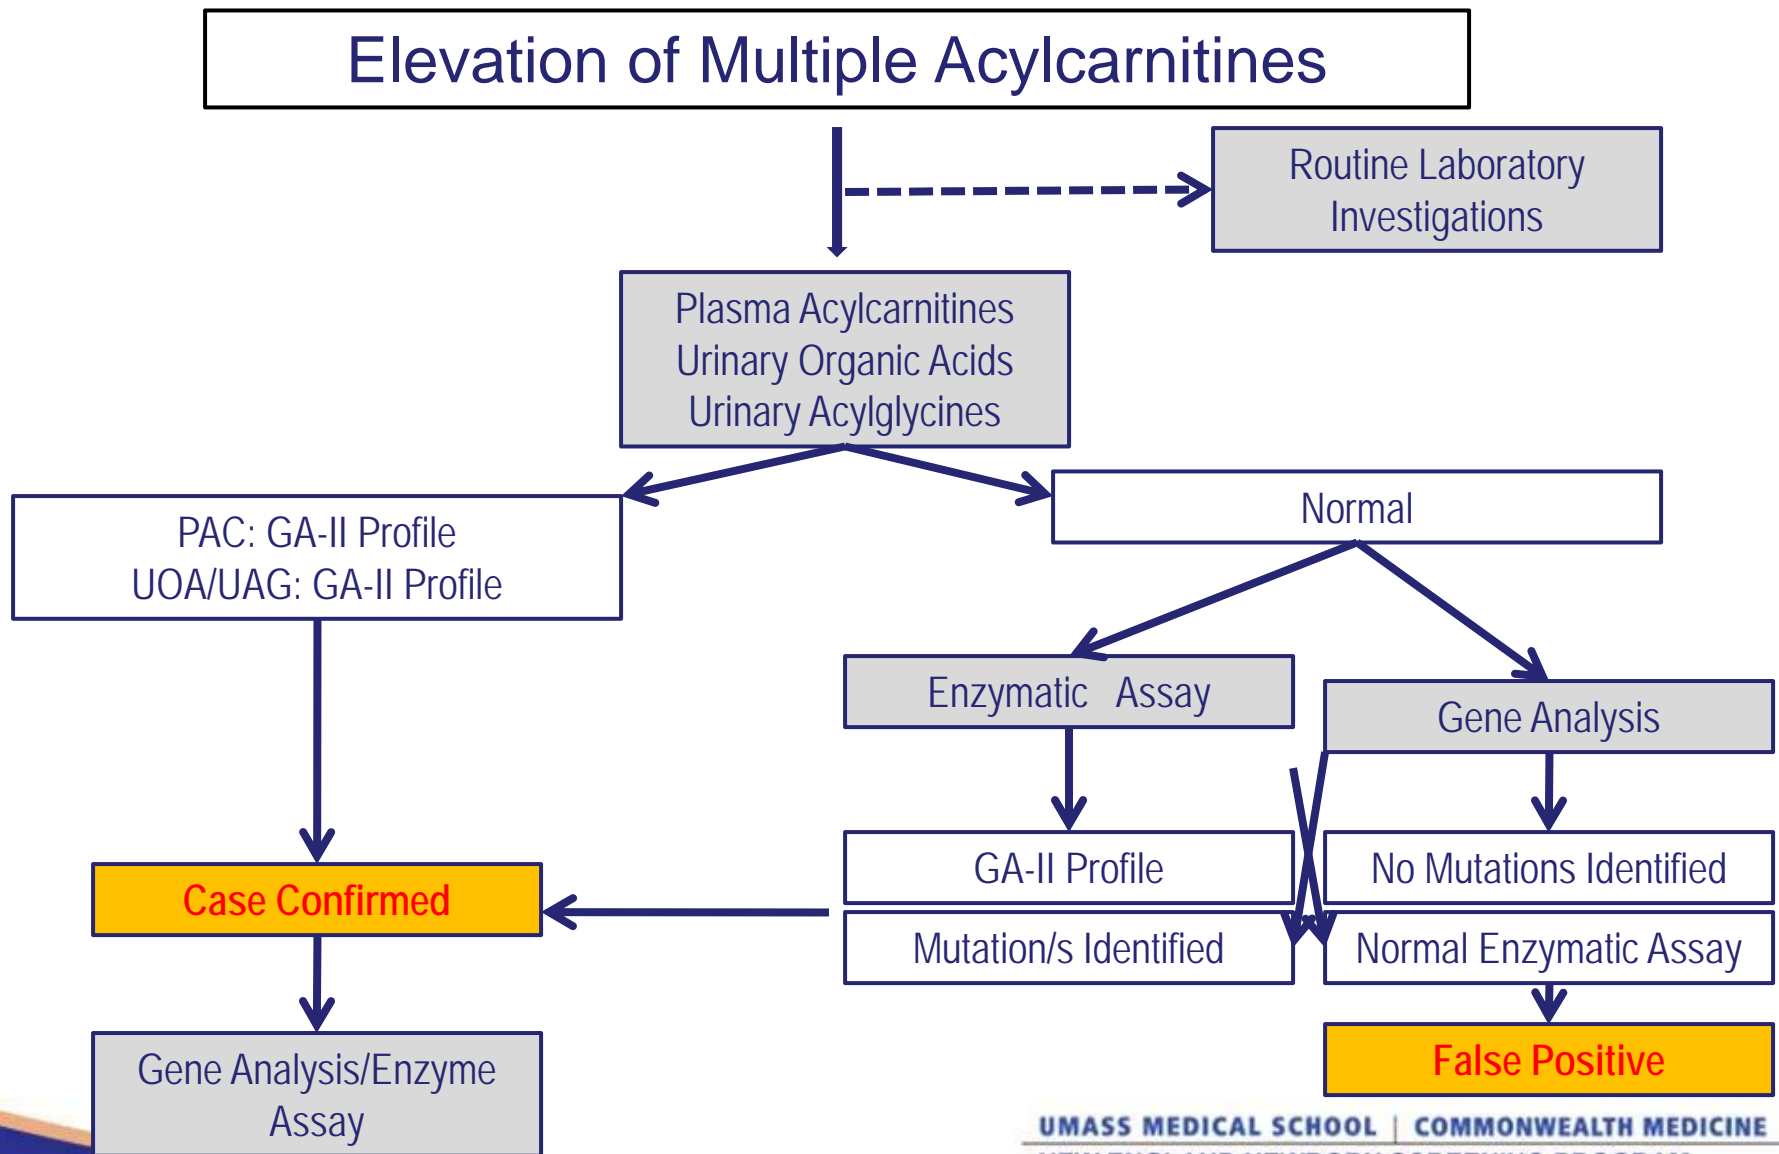 Elevation of Multiple Acylcarnitines
Routine Laboratory
Investigations
Plasma Acylcarnitines
Urinary Organic Acids
Urinary Acylglycines
PAC: GA-II Profile
UOA/UAG: GA-II Profile
Normal
Enzymatic Assay
Gene Analysis
GA-II Profile
No Mutations Identified
Case Confirmed
Mutation/s Identified
Normal Enzymatic Assay
Gene Analysis/Enzyme
Assay
False Positive
UMASS MEDICAL SCHOOL | COMMONWEALTH MEDICINE